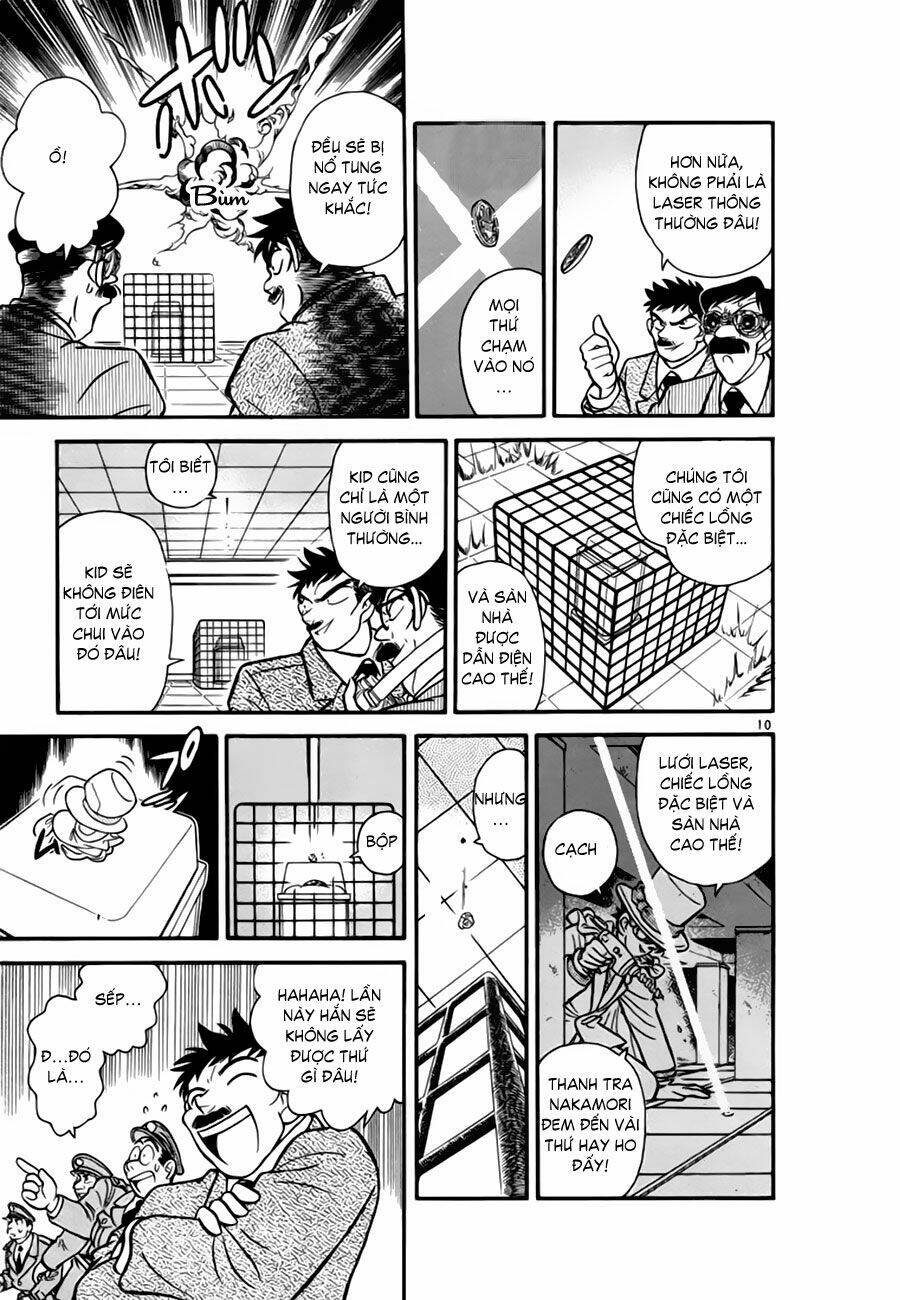 HƠN NỮA,
KHÔNG PHẢI LÀ
LASER THÔNG
THƯỜNG ĐÂU!
MỌI
THỨ
CHẠM
VÀO NÓ
...
ĐỀU SẼ BỊ
NỔ TUNG
NGAY TỨC
KHẮC!
Bùm
Ồ!
CHÚNG TÔI
CŨNG CÓ MỘT
CHIẾC LỒNG
ĐẶC BIỆT...
VÀ SÀN
NHÀ
ĐƯỢC
DẪN ĐIỆN
CAO THẾ!
KID CŨNG
CHỈ LÀ MỘT
NGƯỜI BÌNH
THƯỜNG...
TÔI BIẾT
...
KID SẼ
KHÔNG ĐIÊN
TỚI MỨC
CHUI VÀO
ĐÓ ĐÂU!
10
LƯỚI LASER,
CHIẾC LỒNG
ĐẶC BIỆT VÀ
SÀN NHÀ
CAO THẾ!
CẠCH
THANH TRA
NAKAMORI
ĐEM ĐẾN VÀI
THỨ HAY HO
ĐẤY!
NHƯNG
...
BỘP
HAHAHA! LẦN
NÀY HẮN SẼ
KHÔNG LẤY
ĐƯỢC THỨ
GÌ ĐÂU!
SẾP...
Đ...ĐÓ
LÀ...